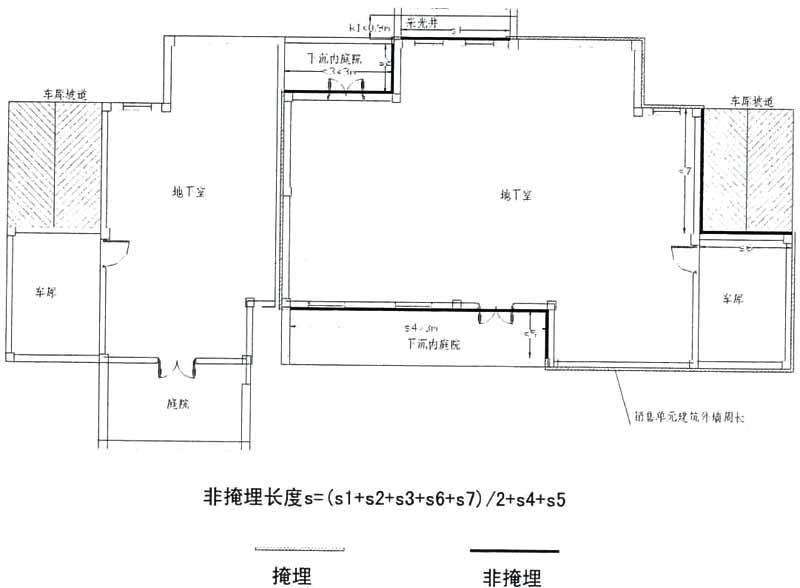 采光井
s1
下沉内庭院
s2
s3<3m
车库坡道
车库坡道
s7
地下室
地下室
s6
车库
车库
s4<3m
s5
下沉内庭院
庭院
销售单元建筑外墙周长
非掩埋长度s=(s1+s2+s3+s6+s7)/2+s4+s5
掩埋
非掩埋